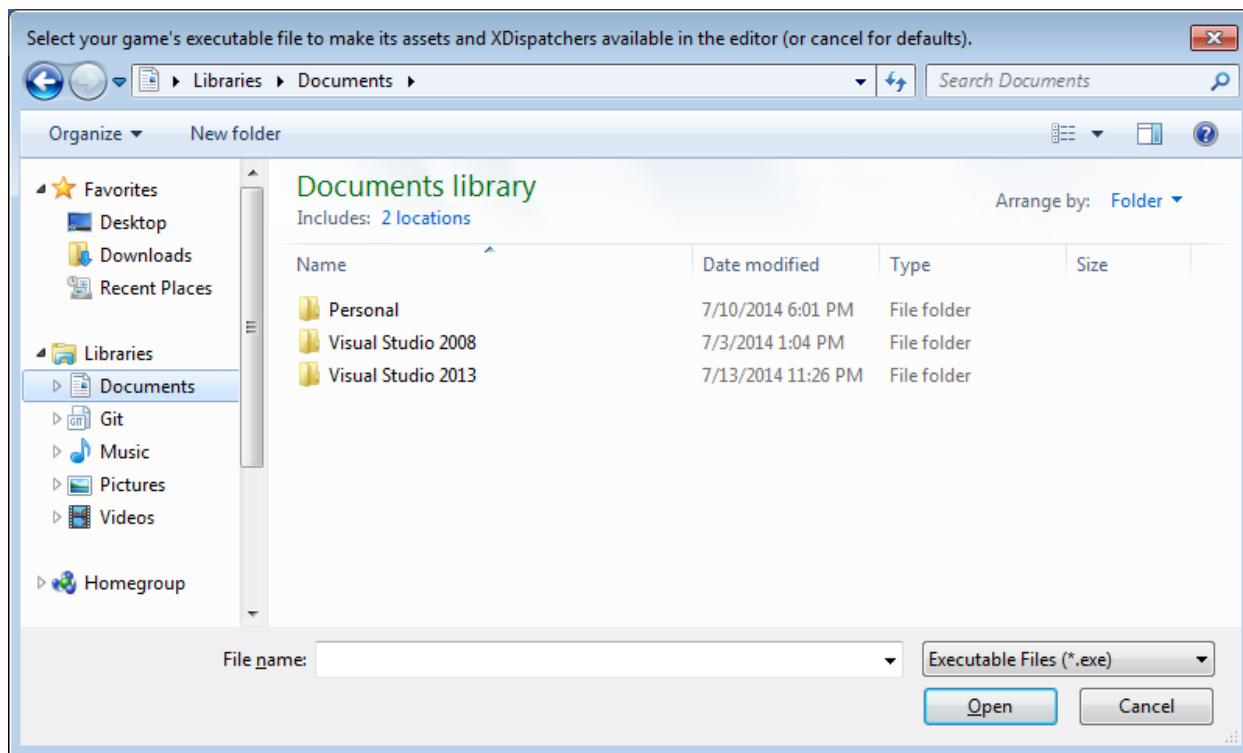 Select your game's executable file to make its assets and XDispatchers available in the editor (or cancel for defaults).
Libraries Documents
Search Documents
Organize New folder
Favorites
Desktop
Downloads
Recent Places
Libraries
Documents
Git
Music
Pictures
Videos
Homegroup
Documents library
Includes: 2 locations
Arrange by: Folder
Name Date modified Type Size
Personal 7/10/2014 6:01 PM File folder
Visual Studio 2008 7/3/2014 1:04 PM File folder
Visual Studio 2013 7/13/2014 11:26 PM File folder
File name: Executable Files (*.exe)
Open Cancel